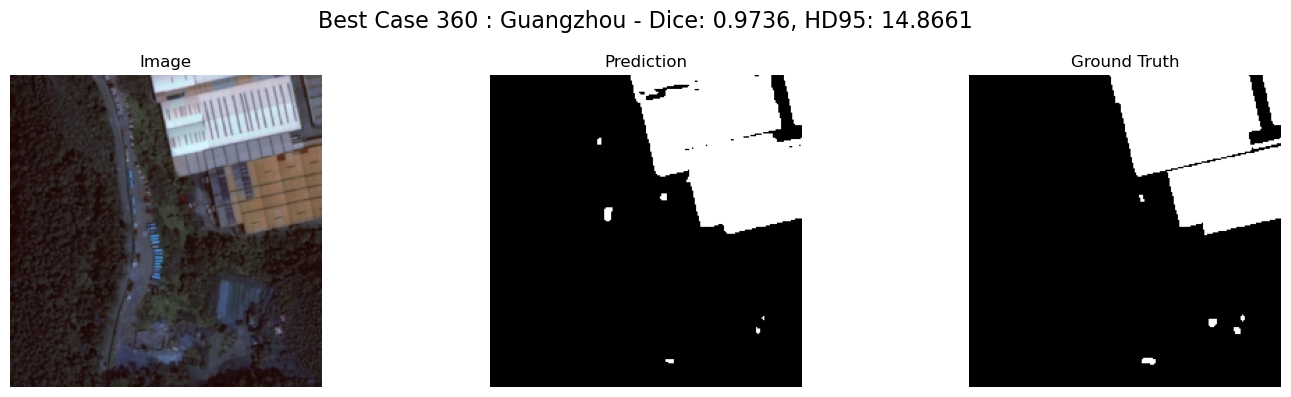 Best Case 360 : Guangzhou - Dice: 0.9736, HD95: 14.8661
Image
Prediction
Ground Truth